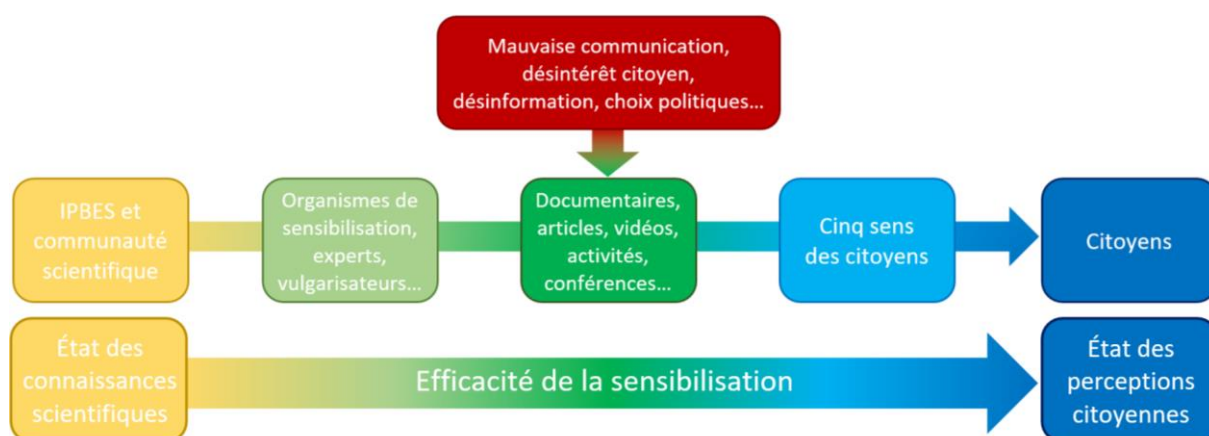 Mauvaise communication,
désintérêt citoyen,
désinformation, choix politiques…
IPBES et
communauté
scientifique
Organismes de
sensibilisation,
experts,
vulgarisateurs…
Documentaires,
articles, vidéos,
activités,
conférences…
Cinq sens
des citoyens
Citoyens
État des
connaissances
scientifiques
Efficacité de la sensibilisation
État des
perceptions
citoyennes